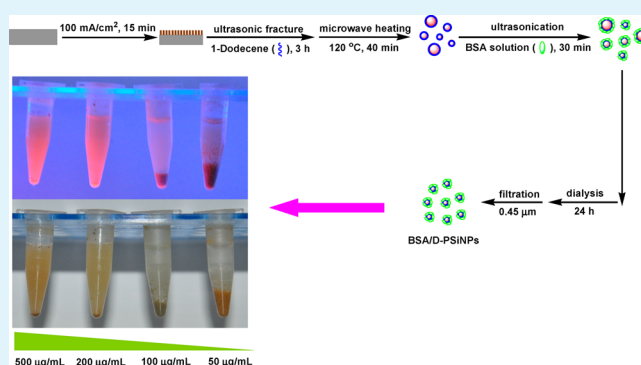 100 mA/cm², 15 min
ultrasonic fracture
1-Dodecene ( ), 3 h
microwave heating
120 °C, 40 min
ultrasonication
BSA solution ( ), 30 min
filtration
0.45 μm
dialysis
24 h
BSA/D-PSiNPs
500 μg/mL 200 μg/mL 100 μg/mL 50 μg/mL